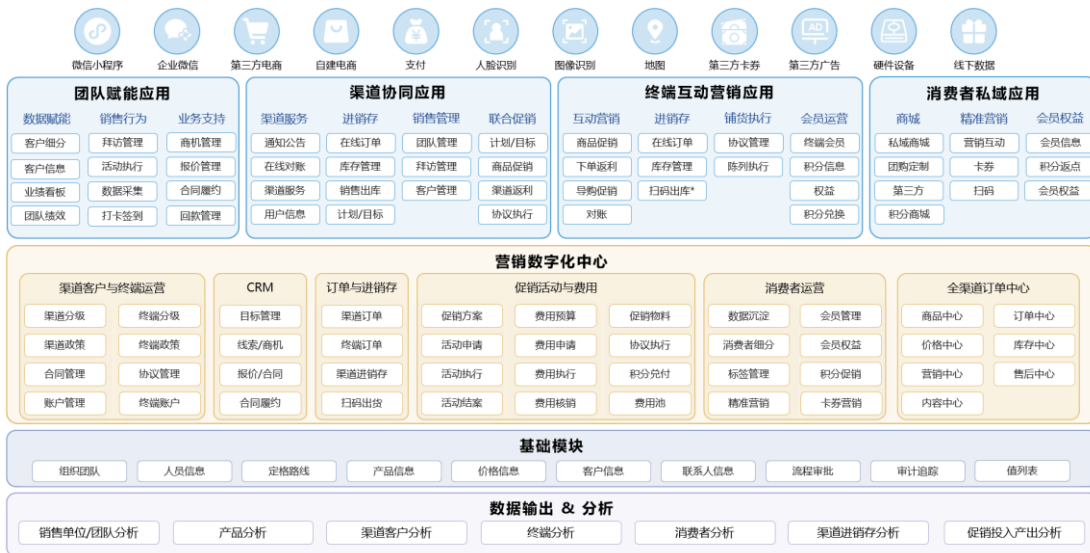 AD
微信小程序 企业微信 第三方电商 自建电商 支付 人脸识别 图像识别 地图 第三方卡券 第三方广告 硬件设备 线下数据
团队赋能应用
数据赋能 销售行为 业务支持
客户细分 拜访管理 商机管理
客户信息 活动执行 报价管理
业绩看板 数据采集 合同履约
团队绩效 打卡签到 回款管理
渠道协同应用
渠道服务 进销存 销售管理 联合促销
通知公告 在线订单 团队管理 计划/目标
在线对账 库存管理 拜访管理 商品促销
渠道服务 销售出库 客户管理 渠道返利
用户信息 计划/目标 协议执行
终端互动营销应用
互动营销 进销存 铺货执行 会员运营
商品促销 在线订单 协议管理 终端会员
下单返利 库存管理 陈列执行 积分信息
导购促销 扫码出库* 权益
对账 积分兑换
消费者私域应用
商城 精准营销 会员权益
私域商城 营销互动 会员信息
团购定制 卡券 积分返点
第三方 扫码 会员权益
积分商城
营销数字化中心
渠道客户与终端运营
渠道分级 终端分级
渠道政策 终端政策
合同管理 协议管理
账户管理 终端账户
CRM
目标管理
线索/商机
报价/合同
合同履约
订单与进销存
渠道订单
终端订单
渠道进销存
扫码出货
促销活动与费用
促销方案 费用预算 促销物料
活动申请 费用申请 协议执行
活动执行 费用执行 积分兑付
活动结案 费用核销 费用池
消费者运营
数据沉淀 会员管理
消费者细分 会员权益
标签管理 积分促销
精准营销 卡券营销
全渠道订单中心
商品中心 订单中心
价格中心 库存中心
营销中心 售后中心
内容中心
基础模块
组织团队 人员信息 定格路线 产品信息 价格信息 客户信息 联系人信息 流程审批 审计追踪 值列表
数据输出 & 分析
销售单位/团队分析 产品分析 渠道客户分析 终端分析 消费者分析 渠道进销存分析 促销投入产出分析